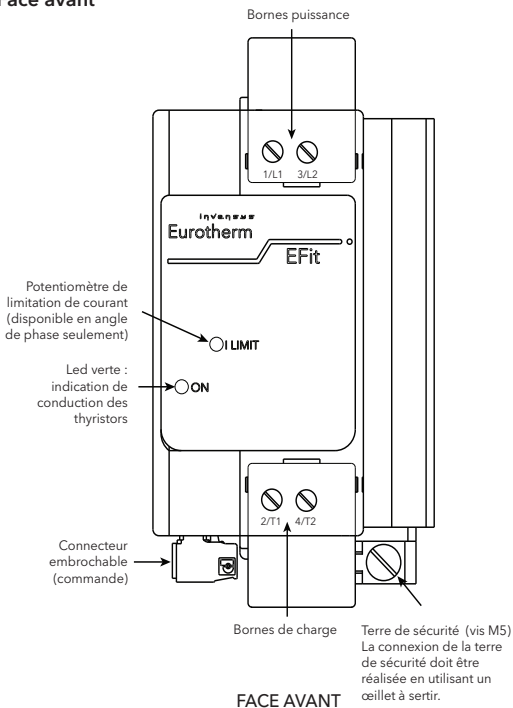 Face avant
Bornes puissance
1/L1 3/L2
invensys
Eurotherm
EFit
Potentiomètre de
limitation de courant
(disponible en angle
de phase seulement)
I LIMIT
Led verte :
indication de
conduction des
thyristors
ON
2/T1 4/T2
Connecteur
embrochable
(commande)
Bornes de charge
Terre de sécurité (vis M5)
La connexion de la terre
de sécurité doit être
réalisée en utilisant un
œillet à sertir.
FACE AVANT